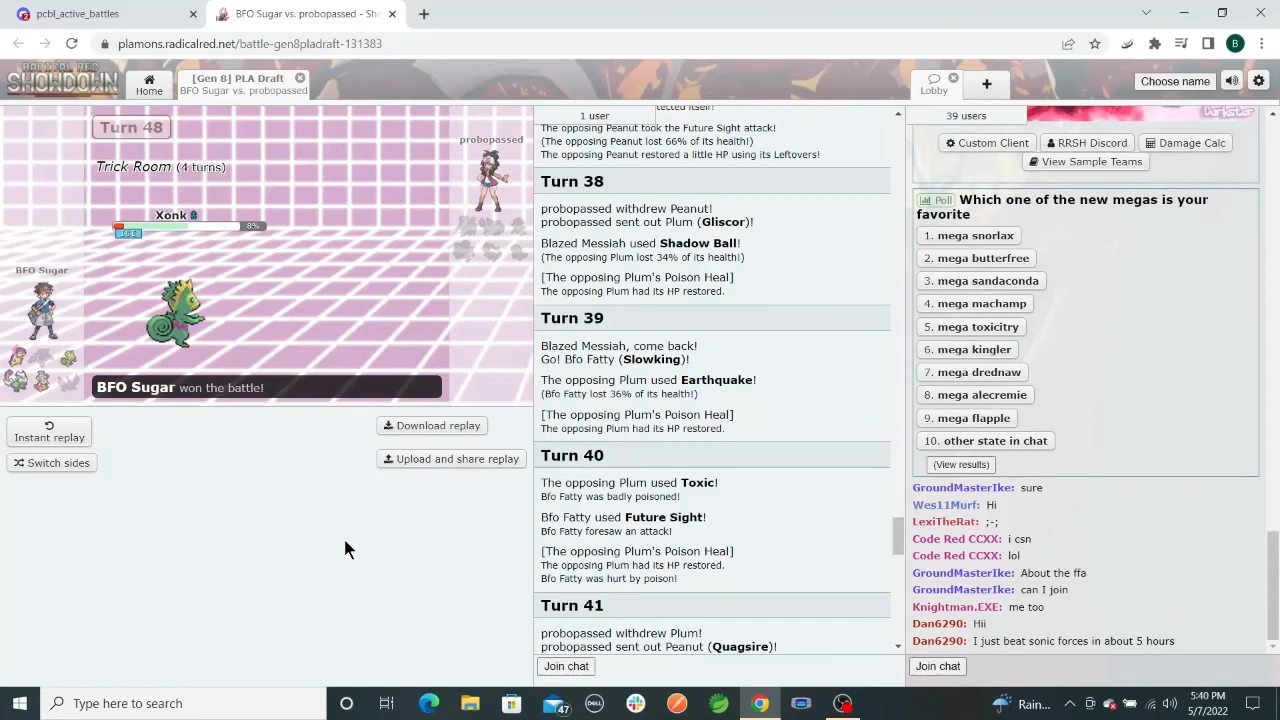 pcbl_active_battles
BFO Sugar vs. probopassed - Sho
plamons.radicalred.org/battle-gen8pladraft-131383
B
RADICAL RED
SHOWDOWN
Home
[Gen 8] PLA Draft
BFO Sugar vs. probopassed
Lobby
Choose name
Turn 48
Trick Room (4 turns)
Xonk
8%
ICE
probopassed
BFO Sugar
BFO Sugar won the battle!
Instant replay
Switch sides
Download replay
Upload and share replay
1 user
tected itself!
The opposing Peanut took the Future Sight attack!
(The opposing Peanut lost 66% of its health!)
The opposing Peanut restored a little HP using its Leftovers!
Turn 38
probopassed withdrew Peanut!
probopassed sent out Plum (Gliscor)!
Blazed Messiah used Shadow Ball!
(The opposing Plum lost 34% of its health!)
[The opposing Plum's Poison Heal]
The opposing Plum had its HP restored.
Turn 39
Blazed Messiah, come back!
Go! Bfo Fatty (Slowking)!
The opposing Plum used Earthquake!
(Bfo Fatty lost 36% of its health!)
[The opposing Plum's Poison Heal]
The opposing Plum had its HP restored.
Turn 40
The opposing Plum used Toxic!
Bfo Fatty was badly poisoned!
Bfo Fatty used Future Sight!
Bfo Fatty foresaw an attack!
[The opposing Plum's Poison Heal]
The opposing Plum had its HP restored.
Bfo Fatty was hurt by poison!
Turn 41
probopassed withdrew Plum!
probopassed sent out Peanut (Quagsire)!
Join chat
39 users
Darkster
Custom Client
RRSH Discord
Damage Calc
View Sample Teams
Poll Which one of the new megas is your
favorite
1. mega snorlax
2. mega butterfree
3. mega sandaconda
4. mega machamp
5. mega toxicitry
6. mega kingler
7. mega drednaw
8. mega alecremie
9. mega flapple
10. other state in chat
(View results)
GroundMasterIke: sure
Wes11Murf: Hi
LexiTheRat: ;-;
Code Red CCXX: i csn
Code Red CCXX: lol
GroundMasterIke: About the ffa
GroundMasterIke: can I join
Knightman.EXE: me too
Dan6290: Hii
Dan6290: I just beat sonic forces in about 5 hours
Join chat
Type here to search
47
DELL
Rain...
5:40 PM
5/7/2022